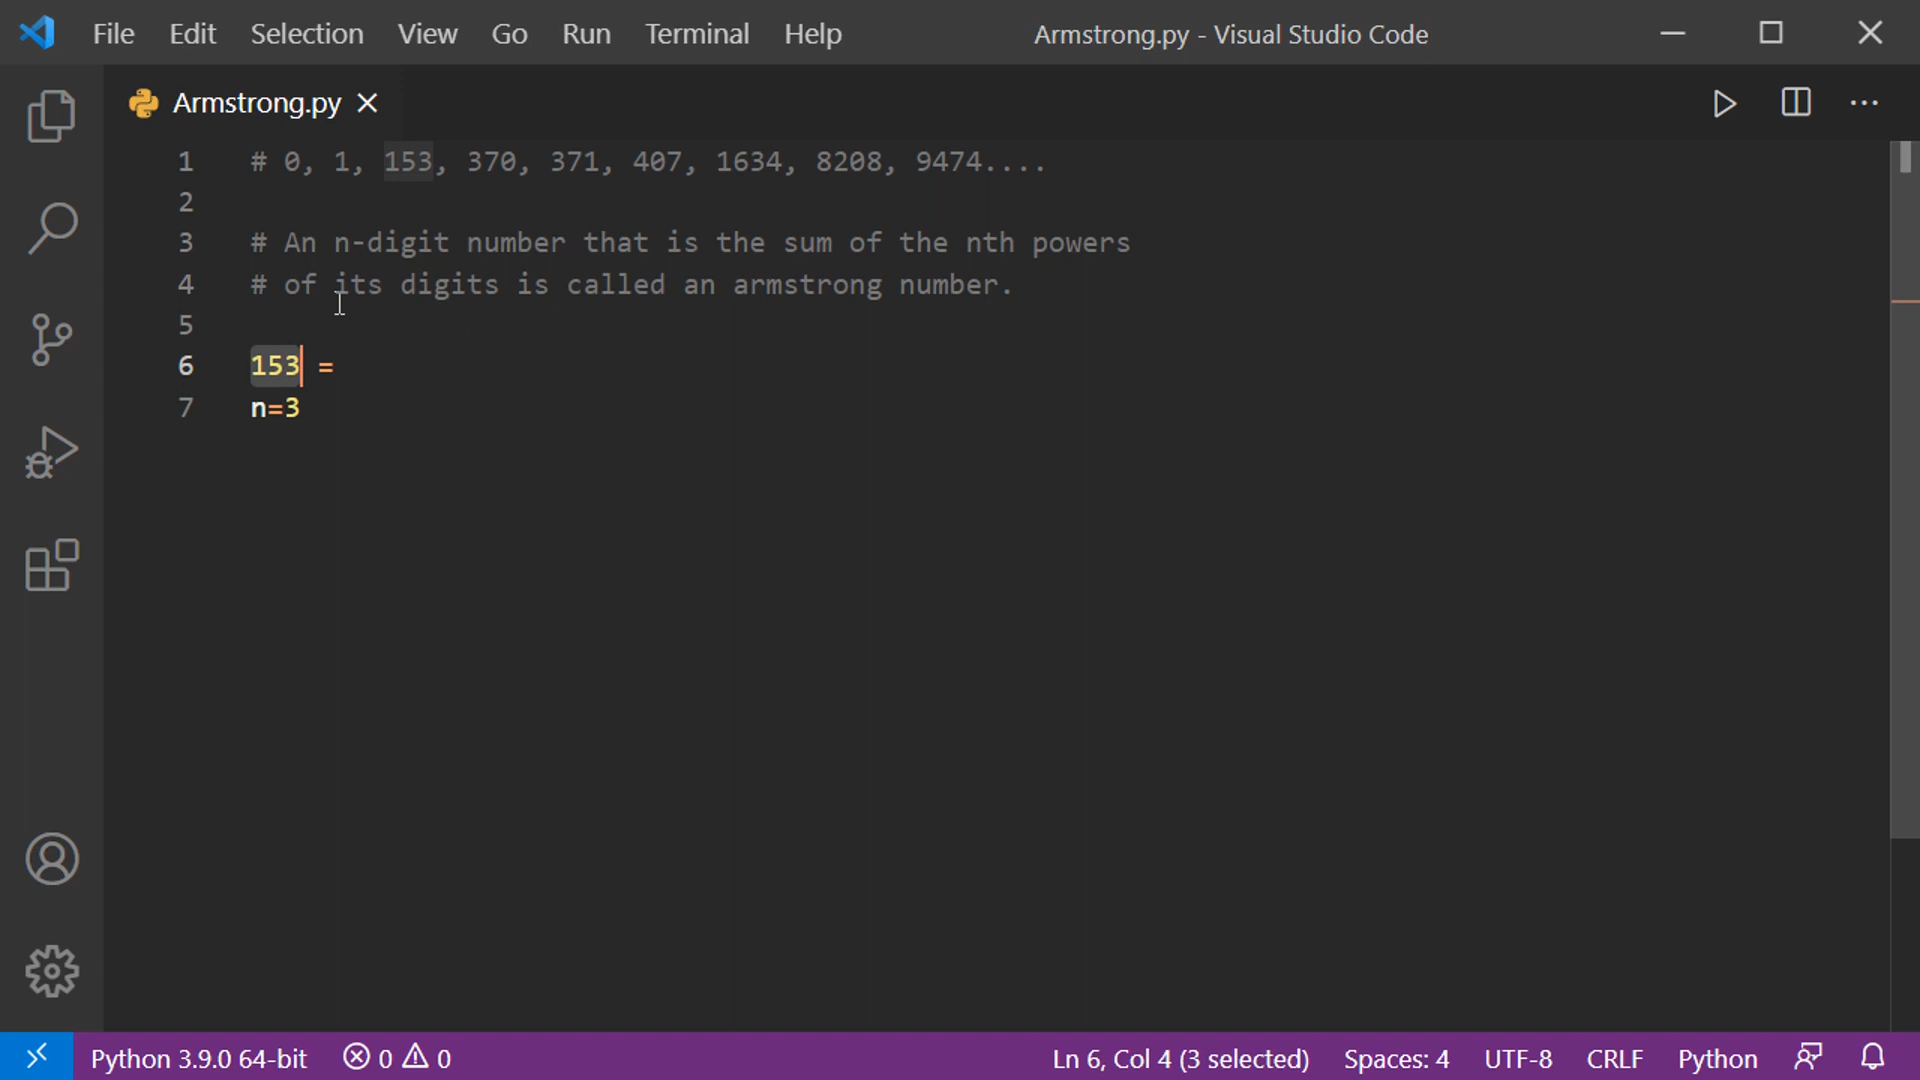 File Edit Selection View Go Run Terminal Help Armstrong.py - Visual Studio Code
Armstrong.py
1 # 0, 1, 153, 370, 371, 407, 1634, 8208, 9474....
2
3 # An n-digit number that is the sum of the nth powers
4 # of its digits is called an armstrong number.
5
6 153 =
7 n=3
Python 3.9.0 64-bit 0 0 Ln 6, Col 4 (3 selected) Spaces: 4 UTF-8 CRLF Python